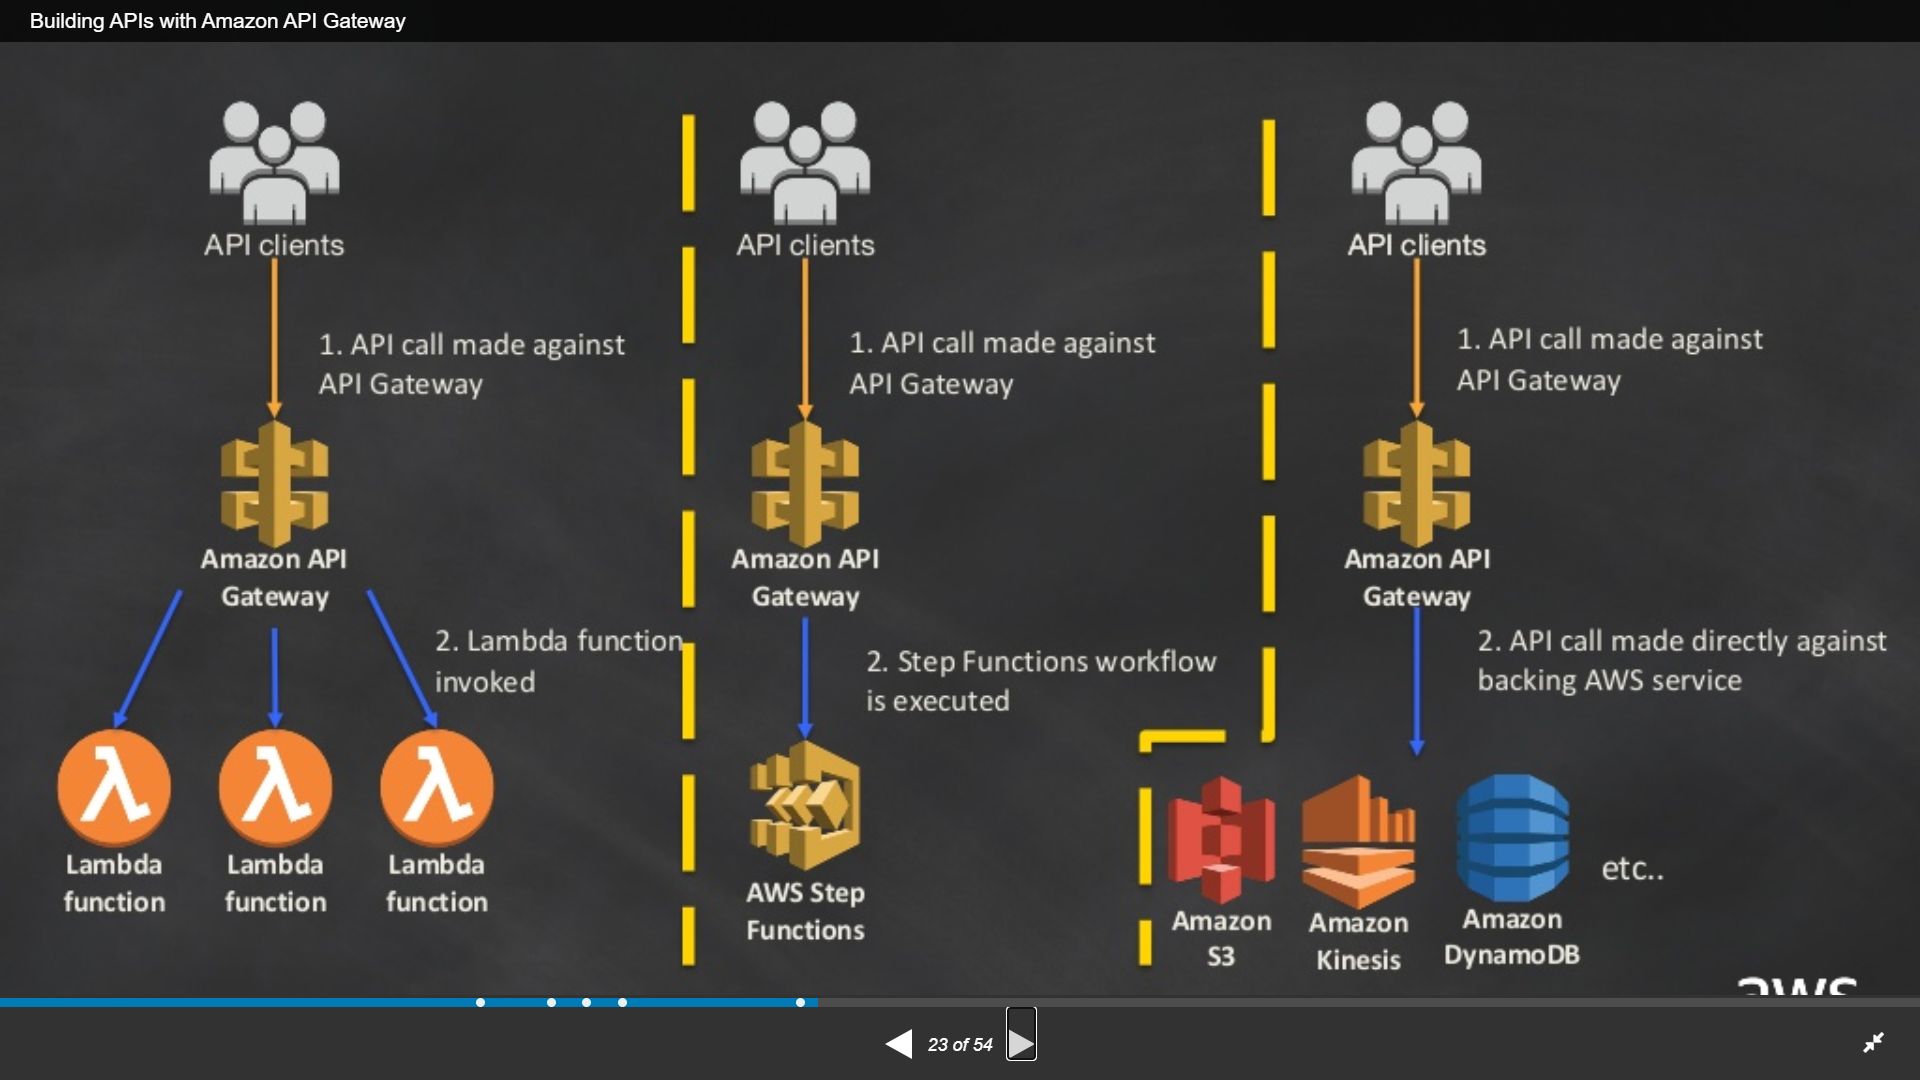 Building APIs with Amazon API Gateway
API clients
1. API call made against
API Gateway
Amazon API
Gateway
2. Lambda function
invoked
Lambda
function
Lambda
function
Lambda
function
API clients
1. API call made against
API Gateway
Amazon API
Gateway
2. Step Functions workflow
is executed
AWS Step
Functions
API clients
1. API call made against
API Gateway
Amazon API
Gateway
2. API call made directly against
backing AWS service
Amazon
S3
Amazon
Kinesis
Amazon
DynamoDB
etc..
aws
23 of 54